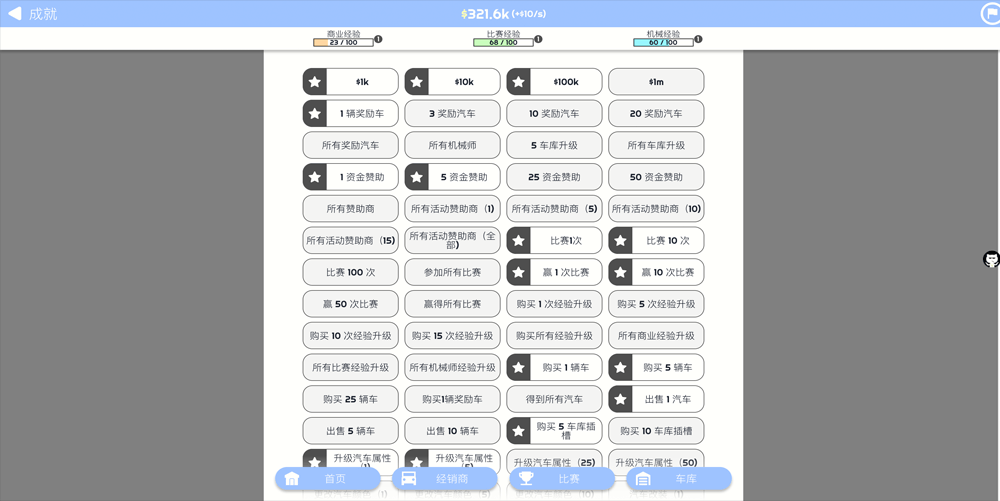 成就
$321.6k (+$10/s)
商业经验
23 / 100
比赛经验
68 / 100
机械经验
60 / 100
$1k
$10k
$100k
$1m
1 辆奖励车
3 奖励汽车
10 奖励汽车
20 奖励汽车
所有奖励汽车
所有机械师
5 车库升级
所有车库升级
1 资金赞助
5 资金赞助
25 资金赞助
50 资金赞助
所有赞助商
所有活动赞助商 (1)
所有活动赞助商 (5)
所有活动赞助商 (10)
所有活动赞助商 (15)
所有活动赞助商 (全
部)
比赛1次
比赛 10 次
比赛 100 次
参加所有比赛
赢 1 次比赛
赢 10 次比赛
赢 50 次比赛
赢得所有比赛
购买 1 次经验升级
购买 5 次经验升级
购买 10 次经验升级
购买 15 次经验升级
购买所有经验升级
所有商业经验升级
所有比赛经验升级
所有机械师经验升级
购买 1 辆车
购买 5 辆车
购买 25 辆车
购买1辆奖励车
得到所有汽车
出售 1 汽车
出售 5 辆车
出售 10 辆车
购买 5 车库插
槽
购买 10 车库插槽
升级汽车属性
(1)
升级汽车属性
(5)
升级汽车属性 (25)
升级汽车属性 (50)
首页
经销商
比赛
车库